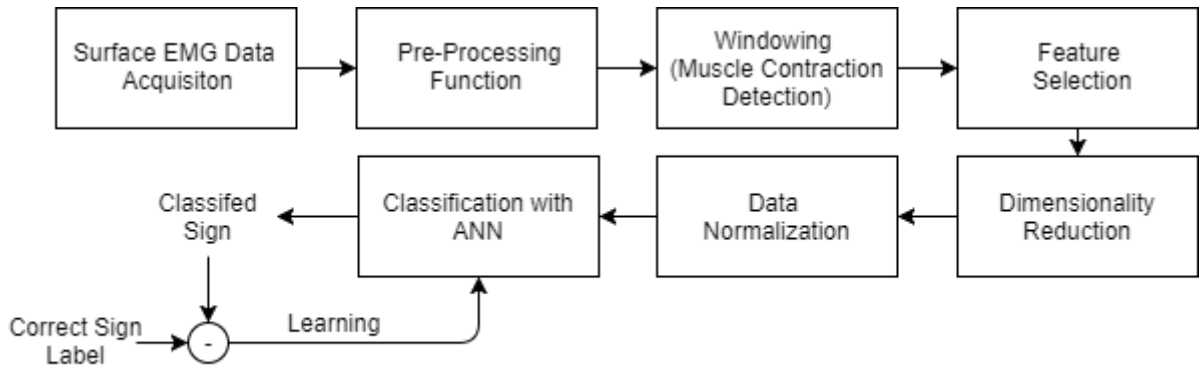 Surface EMG Data
Acquisiton
Pre-Processing
Function
Windowing
(Muscle Contraction
Detection)
Feature
Selection
Classifed
Sign
Classification with
ANN
Data
Normalization
Dimensionality
Reduction
Correct Sign
Label
-
Learning